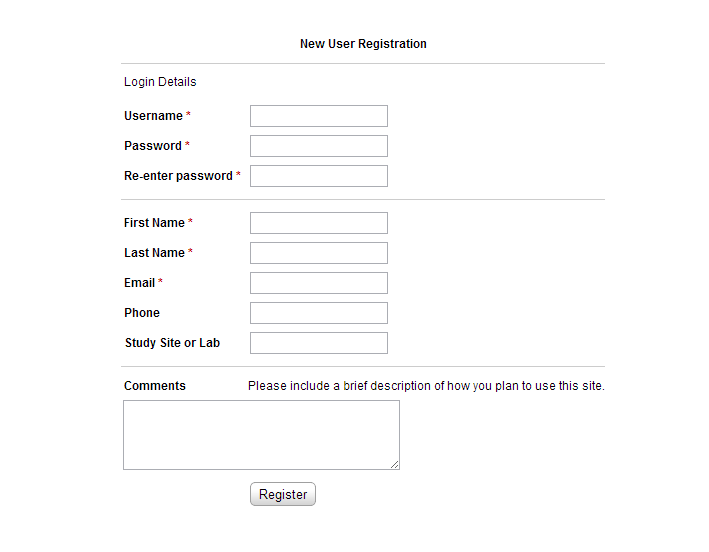 New User Registration
Login Details
Username *
Password *
Re-enter password *
First Name *
Last Name *
Email *
Phone
Study Site or Lab
Comments Please include a brief description of how you plan to use this site.
Register